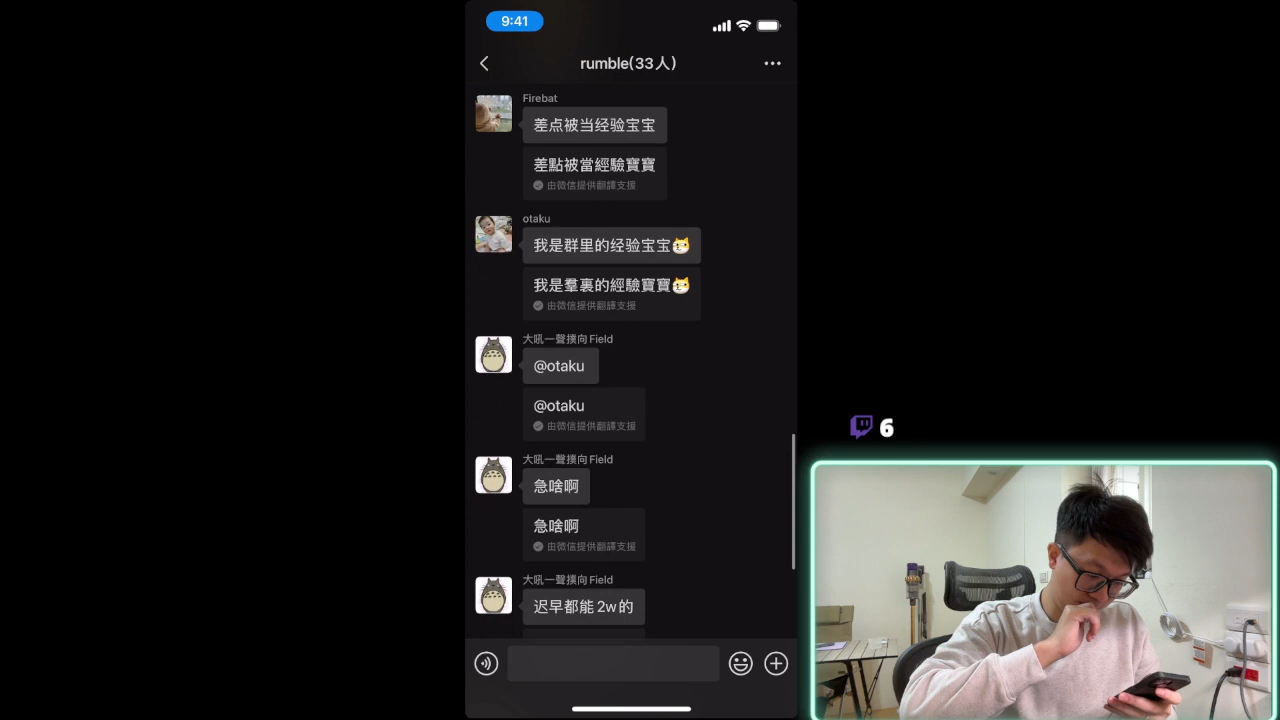 9:41
rumble(33人)
Firebat
差点被当经验宝宝
差點被當經驗寶寶
由微信提供翻譯支援
otaku
我是群里的经验宝宝
我是羣裏的經驗寶寶
由微信提供翻譯支援
大吼一聲撲向Field
@otaku
@otaku
由微信提供翻譯支援
大吼一聲撲向Field
急啥啊
急啥啊
由微信提供翻譯支援
大吼一聲撲向Field
迟早都能2w的
6